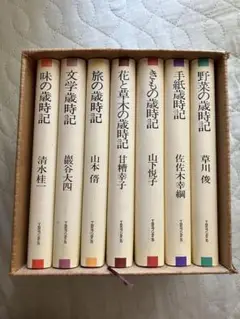 味の歳時記
清水桂一
文学歳時記
巖谷大四
旅の歳時記
山本偦
花と草木の歳時記
甘糟幸子
きもの歳時記
山下悦子
手紙歳時記
佐佐木幸綱
野菜の歳時記
草川俊